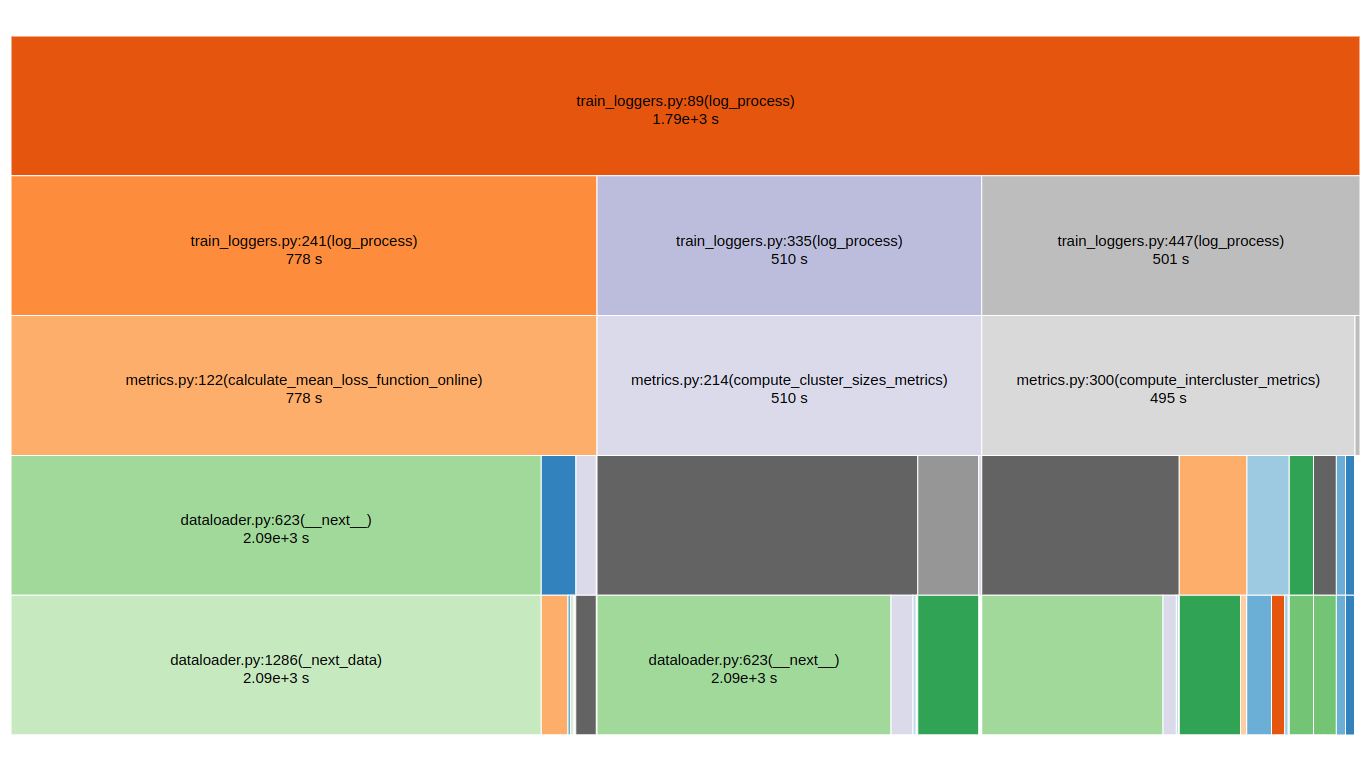 train_loggers.py:89(log_process)
1.79e+3 s
train_loggers.py:241(log_process)
778 s
train_loggers.py:335(log_process)
510 s
train_loggers.py:447(log_process)
501 s
metrics.py:122(calculate_mean_loss_function_online)
778 s
metrics.py:214(compute_cluster_sizes_metrics)
510 s
metrics.py:300(compute_intercluster_metrics)
495 s
dataloader.py:623(__next__)
2.09e+3 s
dataloader.py:1286(_next_data)
2.09e+3 s
dataloader.py:623(__next__)
2.09e+3 s